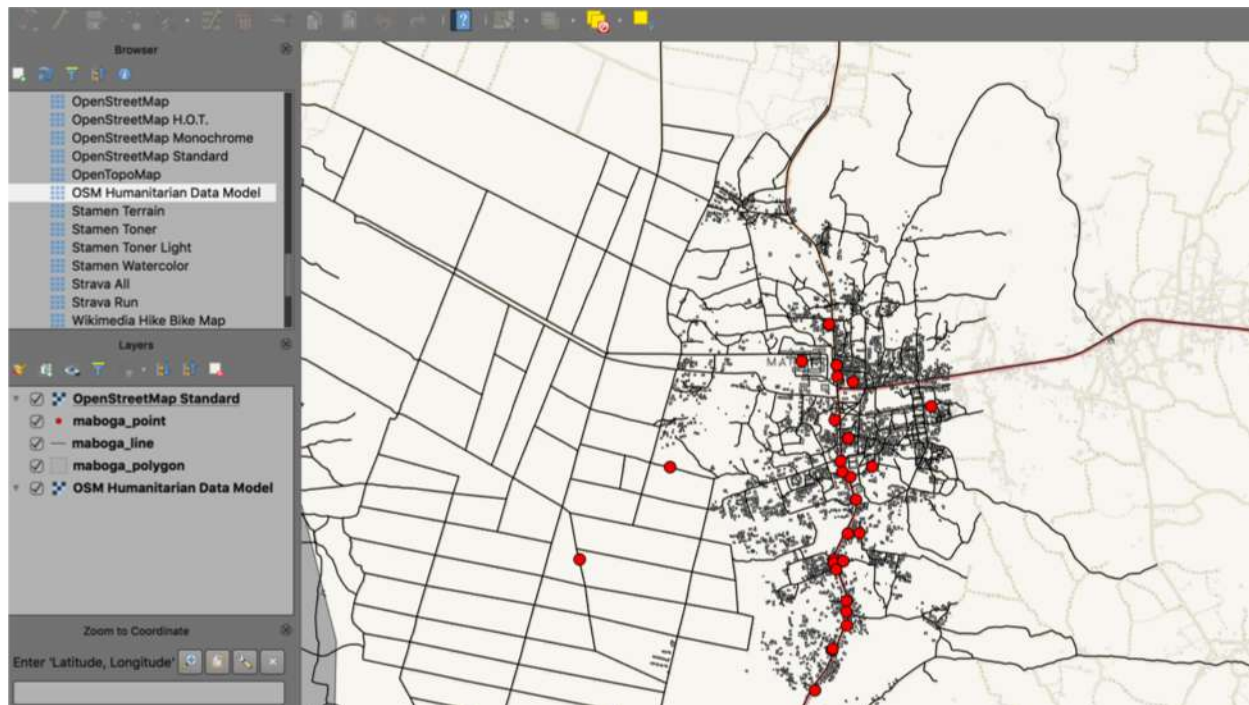 Browser
OpenStreetMap
OpenStreetMap H.O.T.
OpenStreetMap Monochrome
OpenStreetMap Standard
OpenTopoMap
OSM Humanitarian Data Model
Stamen Terrain
Stamen Toner
Stamen Toner Light
Stamen Watercolor
Strava All
Strava Run
Wikimedia Hike Bike Map
Layers
OpenStreetMap Standard
maboga_point
maboga_line
maboga_polygon
OSM Humanitarian Data Model
Zoom to Coordinate
Enter 'Latitude, Longitude'